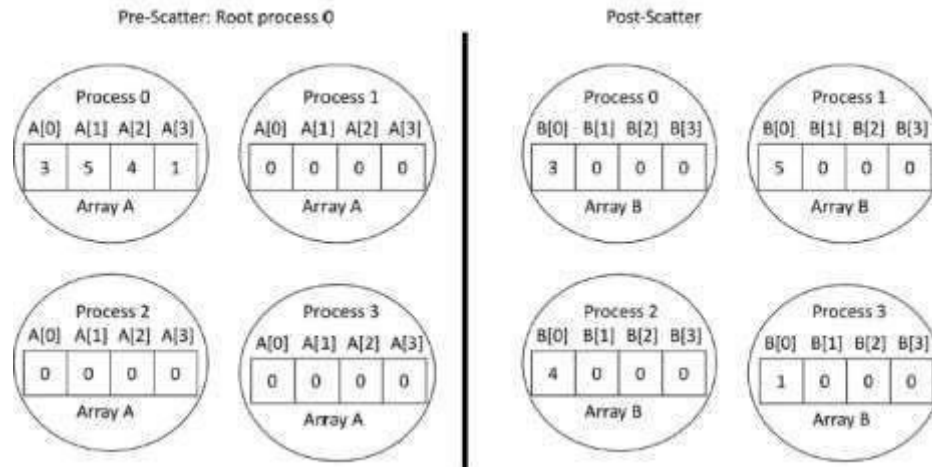 Pre-Scatter: Root process 0
Post-Scatter
Process 0
A[0] A[1] A[2] A[3]
3 5 4 1
Array A
Process 1
A[0] A[1] A[2] A[3]
0 0 0 0
Array A
Process 2
A[0] A[1] A[2] A[3]
0 0 0 0
Array A
Process 3
A[0] A[1] A[2] A[3]
0 0 0 0
Array A
Process 0
B[0] B[1] B[2] B[3]
3 0 0 0
Array B
Process 1
B[0] B[1] B[2] B[3]
5 0 0 0
Array B
Process 2
B[0] B[1] B[2] B[3]
4 0 0 0
Array B
Process 3
B[0] B[1] B[2] B[3]
1 0 0 0
Array B